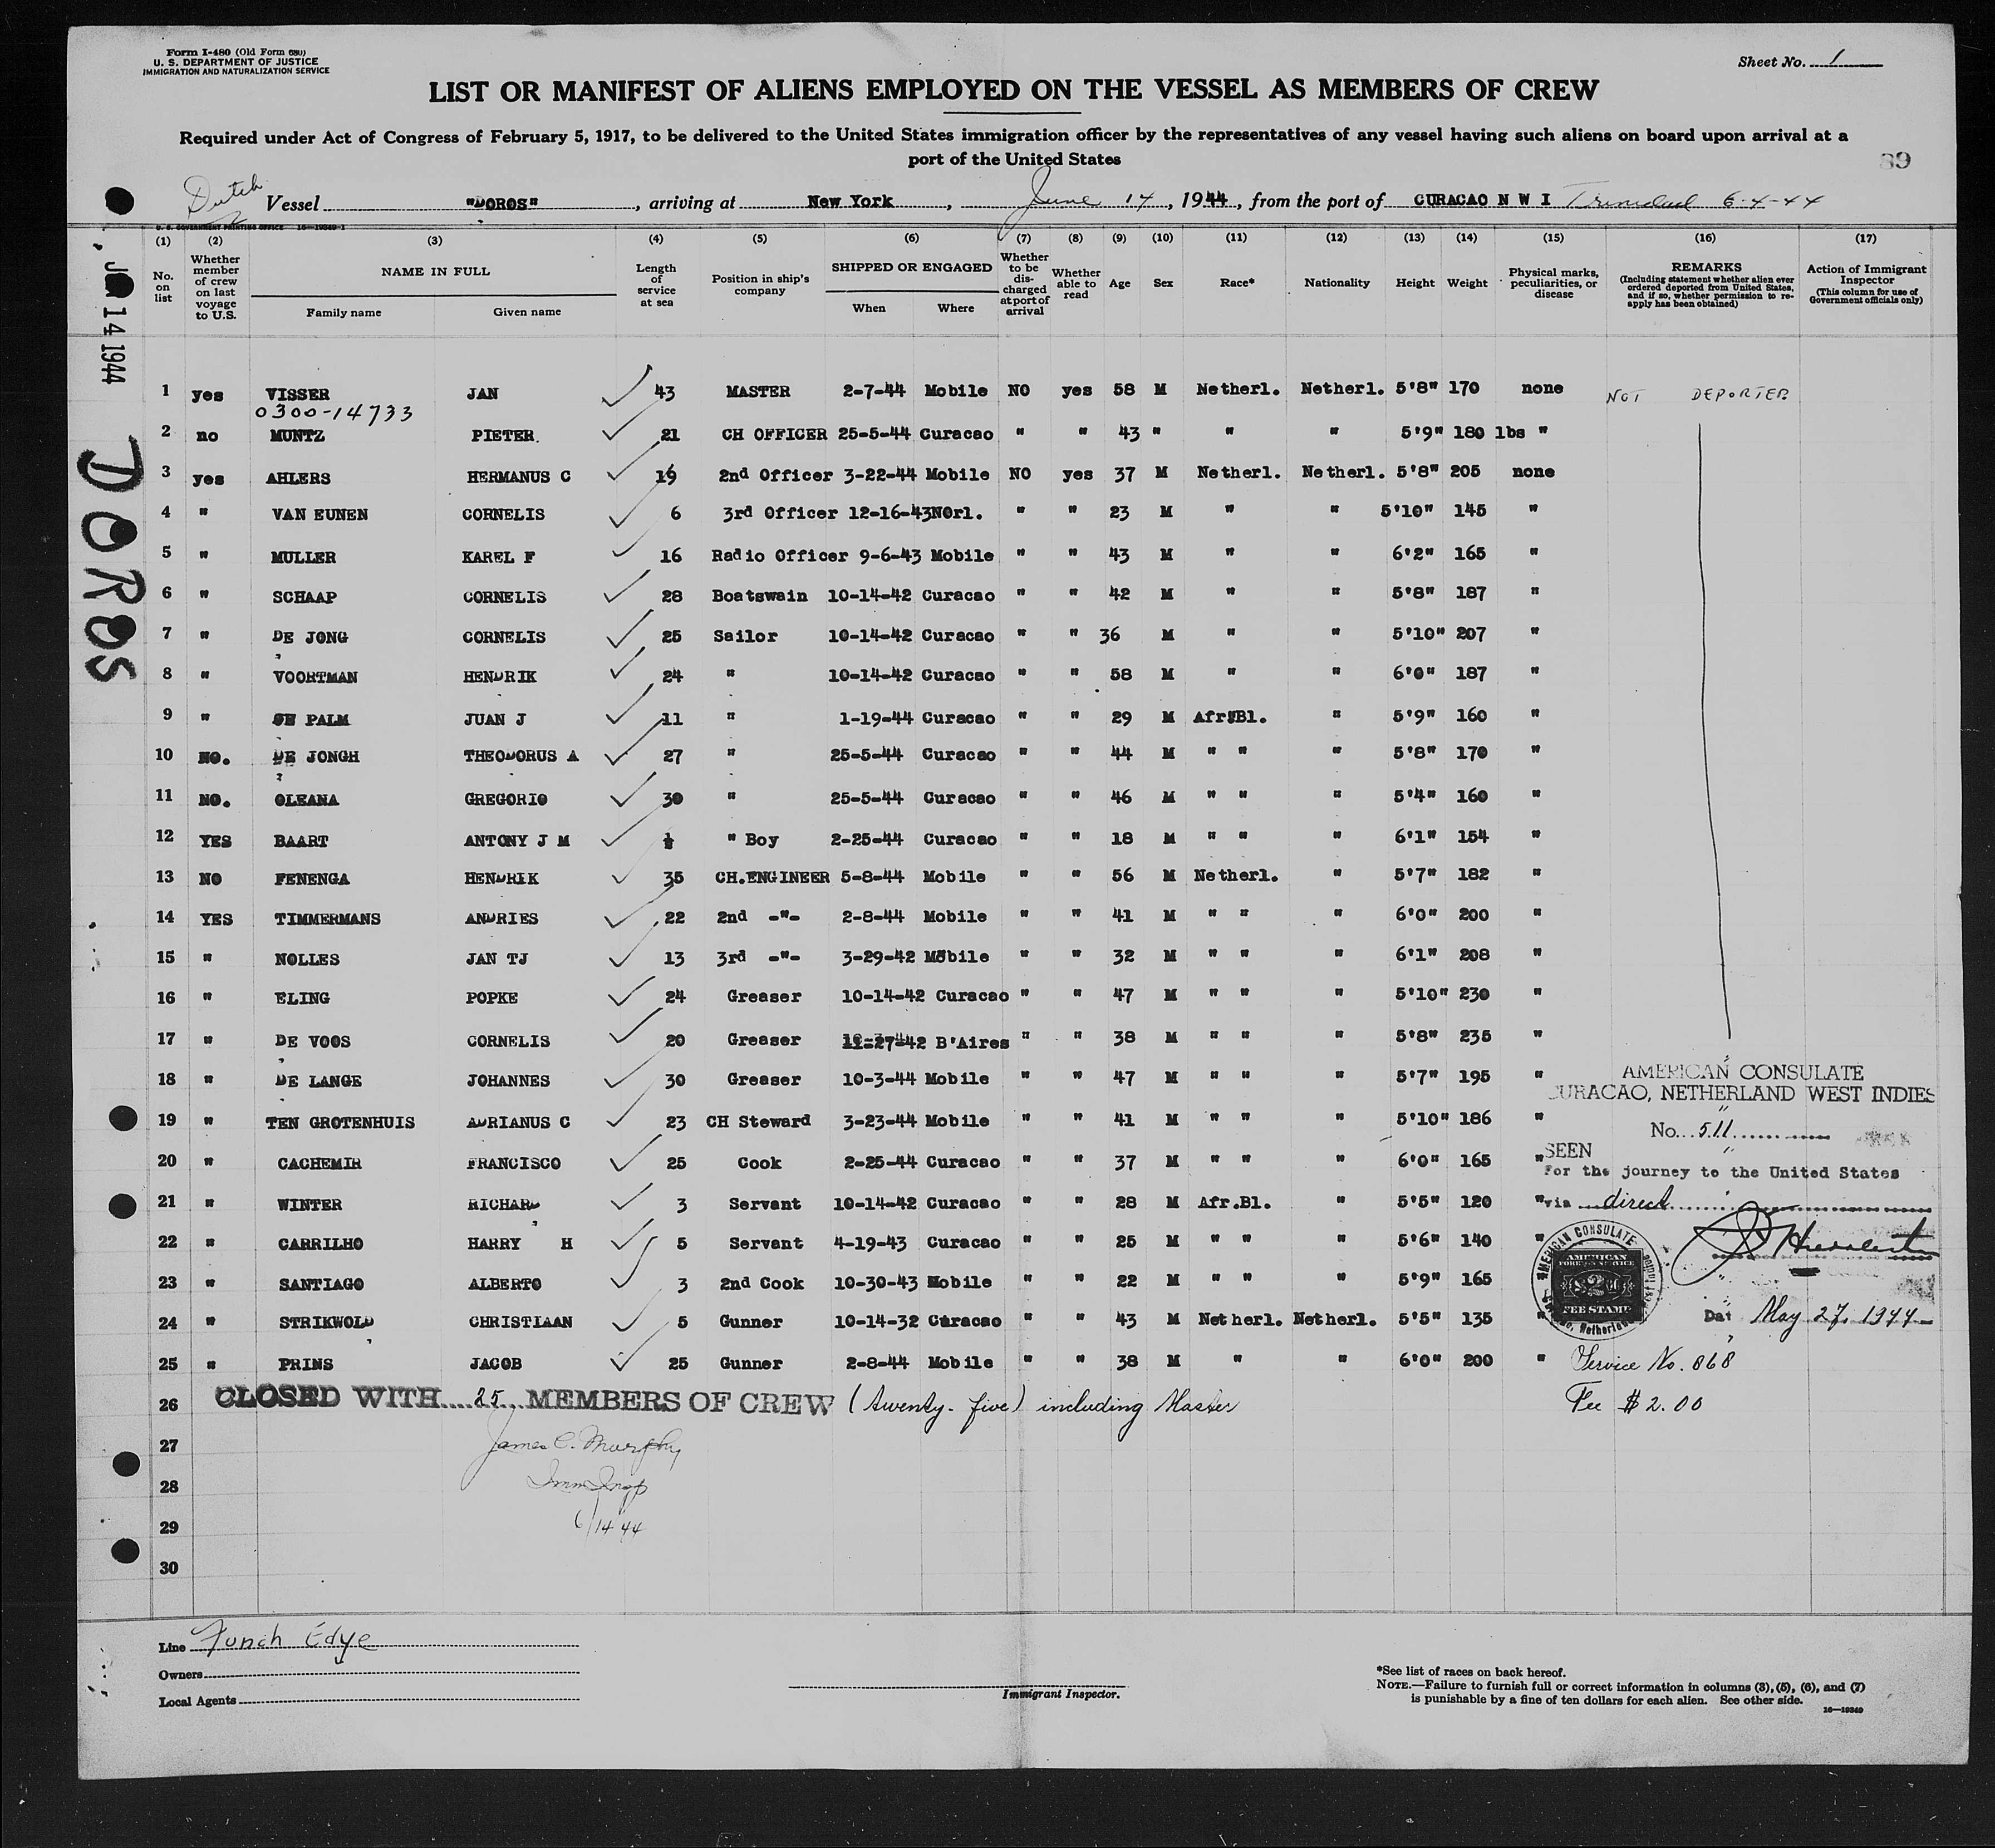 Form I-480 (Old Form 680)
U. S. DEPARTMENT OF JUSTICE
IMMIGRATION AND NATURALIZATION SERVICE
Sheet No. 1
LIST OR MANIFEST OF ALIENS EMPLOYED ON THE VESSEL AS MEMBERS OF CREW
Required under Act of Congress of February 5, 1917, to be delivered to the United States immigration officer by the representatives of any vessel having such aliens on board upon arrival at a
port of the United States
89
Dutch Vessel "DOROS", arriving at New York, June 14, 1944, from the port of CURACAO N W I Trinidad 6-4-44
U. S. GOVERNMENT PRINTING OFFICE 16—19349-1
JUN 14 1944
DOROS
(1) (2) (3) (4) (5) (6) (7) (8) (9) (10) (11) (12) (13) (14) (15) (16) (17)
No. on list
Whether member of crew on last voyage to U.S.
NAME IN FULL
Family name Given name
Length of service at sea
Position in ship's company
SHIPPED OR ENGAGED
When Where
Whether to be discharged at port of arrival
Whether able to read
Age Sex Race* Nationality Height Weight
Physical marks, peculiarities, or disease
REMARKS
(Including statement whether alien ever ordered deported from United States, and if so, whether permission to re-apply has been obtained)
Action of Immigrant Inspector
(This column for use of Government officials only)
1 yes VISSER JAN 43 MASTER 2-7-44 Mobile NO yes 58 M Netherl. Netherl. 5'8" 170 none NOT DEPORTED
0300-14733
2 no MUNTZ PIETER. 21 CH OFFICER 25-5-44 Curacao " " 43 " " " 5'9" 180 lbs "
3 yes AHLERS HERMANUS C 19 2nd Officer 3-22-44 Mobile NO yes 37 M Netherl. Netherl. 5'8" 205 none
4 " VAN EUNEN CORNELIS 6 3rd Officer 12-16-43 N0rl. " " 23 M " " 5'10" 145 "
5 " MULLER KAREL F 16 Radio Officer 9-6-43 Mobile " " 43 M " " 6'2" 165 "
6 " SCHAAP CORNELIS 28 Boatswain 10-14-42 Curacao " " 42 M " " 5'8" 187 "
7 " DE JONG CORNELIS 25 Sailor 10-14-42 Curacao " " 36 M " " 5'10" 207 "
8 " VOORTMAN HENDRIK 24 " 10-14-42 Curacao " " 58 M " " 6'0" 187 "
9 " DE PALM JUAN J 11 " 1-19-44 Curacao " " 29 M Afr.Bl. " 5'9" 160 "
10 NO. DE JONGH THEODORUS A 27 " 25-5-44 Curacao " " 44 M " " " 5'8" 170 "
11 NO. OLEANA GREGORIO 30 " 25-5-44 Curacao " " 46 M " " " 5'4" 160 "
12 YES BAART ANTONY J M " Boy 2-25-44 Curacao " " 18 M " " " 6'1" 154 "
13 NO FENENGA HENDRIK 35 CH.ENGINEER 5-8-44 Mobile " " 56 M Netherl. " 5'7" 182 "
14 YES TIMMERMANS ANDRIES 22 2nd -"- 2-8-44 Mobile " " 41 M " " " 6'0" 200 "
15 " NOLLES JAN TJ 13 3rd -"- 3-29-42 Mobile " " 32 M " " " 6'1" 208 "
16 " ELING POPKE 24 Greaser 10-14-42 Curacao " " 47 M " " " 5'10" 230 "
17 " DE VOOS CORNELIS 20 Greaser B'Aires " " 38 M " " " 5'8" 235 "
18 " DE LANGE JOHANNES 30 Greaser 10-3-44 Mobile " " 47 M " " " 5'7" 195 "
19 " TEN GROTENHUIS ADRIANUS C 23 CH Steward 3-23-44 Mobile " " 41 M " " " 5'10" 186 "
20 " CACHEMIR FRANCISCO 25 Cook 2-25-44 Curacao " " 37 M " " " 6'0" 165 "
21 " WINTER RICHARD 3 Servant 10-14-42 Curacao " " 28 M Afr.Bl. " 5'5" 120 "
22 " CARRILHO HARRY H 5 Servant 4-19-43 Curacao " " 25 M " " " 5'6" 140 "
23 " SANTIAGO ALBERTO 3 2nd Cook 10-30-43 Mobile " " 22 M " " " 5'9" 165
24 " STRIKWOLD CHRISTIAAN 5 Gunner 10-14-32 Curacao " " 43 M Netherl. Netherl. 5'5" 135 "
25 " PRINS JACOB 25 Gunner 2-8-44 Mobile " " 38 M " " 6'0" 200 "
26 CLOSED WITH 25 MEMBERS OF CREW (twenty-five) including Master
27 James C. Murphy
28 Imm Insp
29 6/14 44
30
AMERICAN CONSULATE
CURACAO, NETHERLAND WEST INDIES
No. 511
SEEN
For the journey to the United States
via direct
AMERICAN CONSULATE
AMERICAN
FOREIGN SERVICE
$2
FEE STAMP
Dat May 27, 1944
Service No. 868
Fee $2.00
Line Funch Edye
Owners
Local Agents
Immigrant Inspector.
*See list of races on back hereof.
NOTE.—Failure to furnish full or correct information in columns (3), (5), (6), and (7)
is punishable by a fine of ten dollars for each alien. See other side.
16—19349